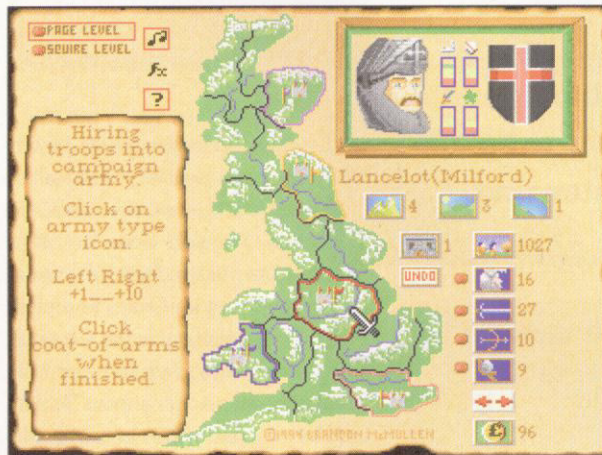 PAGE LEVEL
SQUIRE LEVEL
fx
?
Hiring
troops into
campaign
army.
Click on
army type
icon.
Left Right
+1__+10
Click
coat-of-arms
when
finished.
Lancelot(Milford)
4 3 1
1 1027
UNDO 16
27
10
9
£ 96
©1994 BRANDON McMULLEN